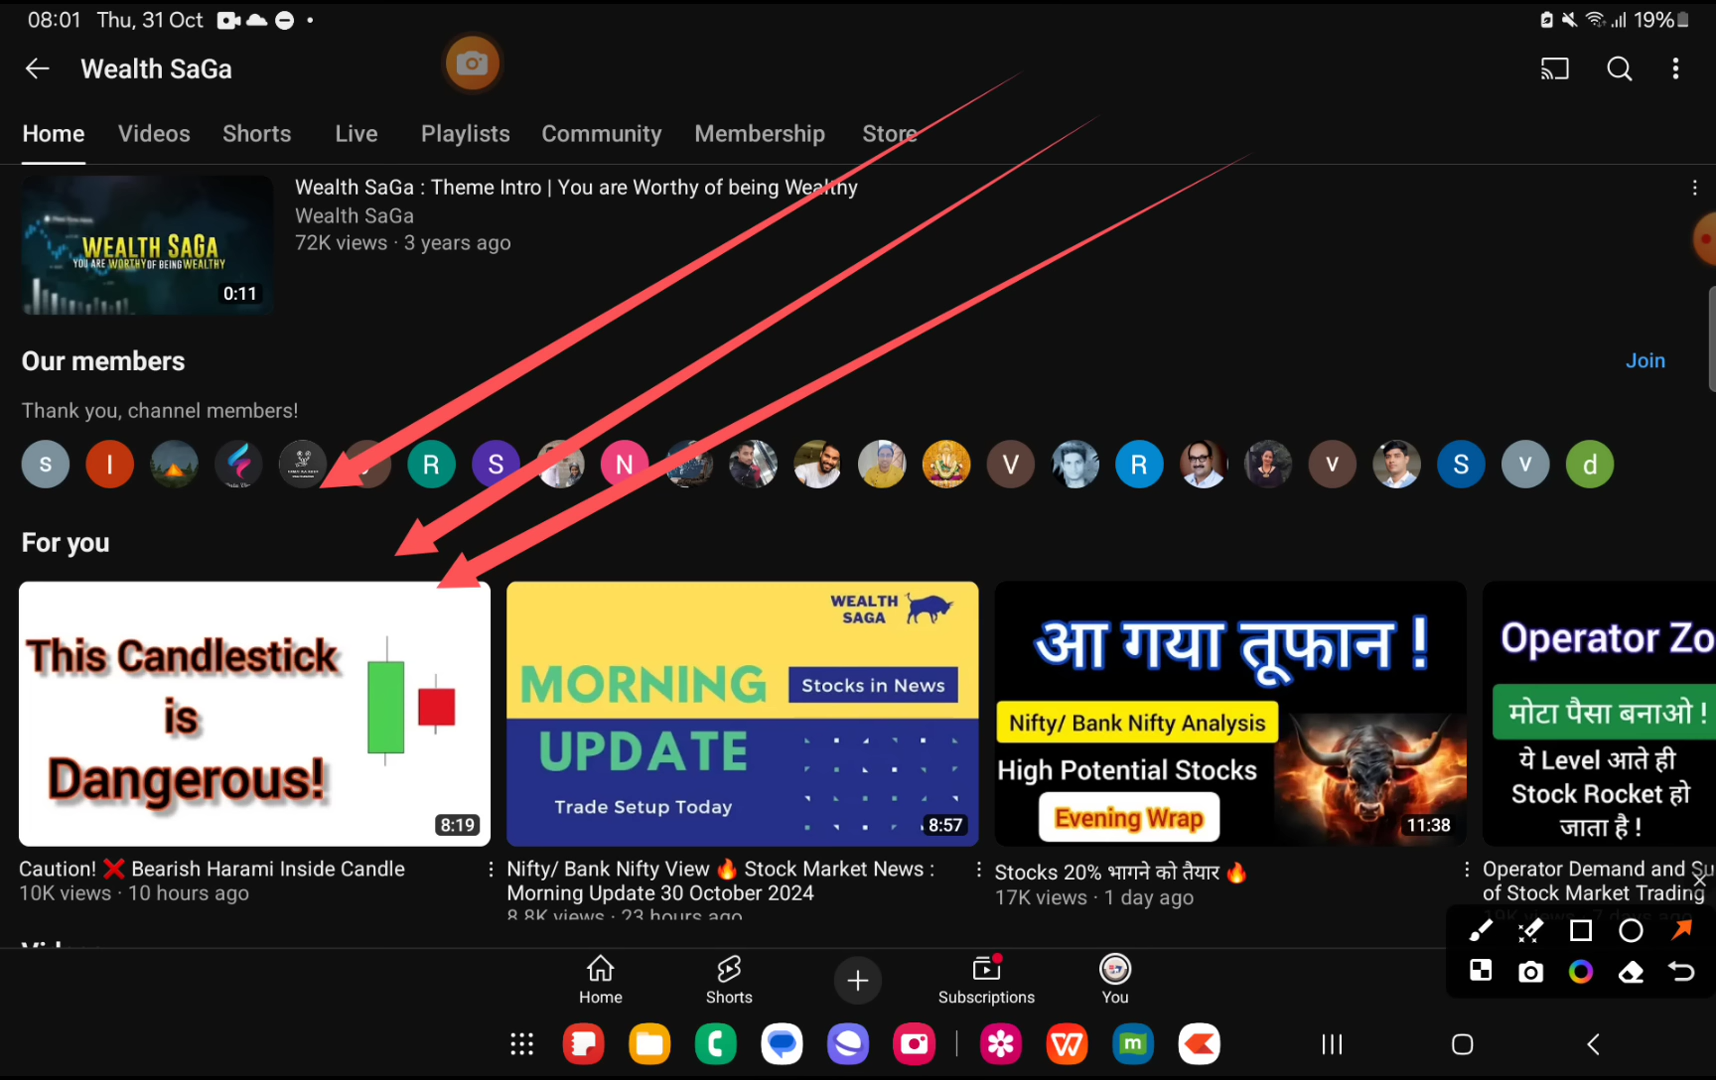 08:01 Thu, 31 Oct
19%
Wealth SaGa
Home Videos Shorts Live Playlists Community Membership Store
Wealth SaGa : Theme Intro | You are Worthy of being Wealthy
Wealth SaGa
72K views · 3 years ago
WEALTH SAGA
YOU ARE WORTHY OF BEING WEALTHY
0:11
Our members
Join
Thank you, channel members!
s I R S N V R v S v d
For you
This Candlestick
is
Dangerous!
8:19
WEALTH
SAGA
MORNING
Stocks in News
UPDATE
Trade Setup Today
8:57
आ गया तूफान !
Nifty/ Bank Nifty Analysis
High Potential Stocks
Evening Wrap
11:38
Operator Zo
मोटा पैसा बनाओ !
ये Level आते ही
Stock Rocket हो
जाता है !
Caution! ❌ Bearish Harami Inside Candle
10K views · 10 hours ago
Nifty/ Bank Nifty View 🔥 Stock Market News :
Morning Update 30 October 2024
8.8K views · 23 hours ago
Stocks 20% भागने को तैयार 🔥
17K views · 1 day ago
Operator Demand and Su
of Stock Market Trading
Home Shorts Subscriptions You